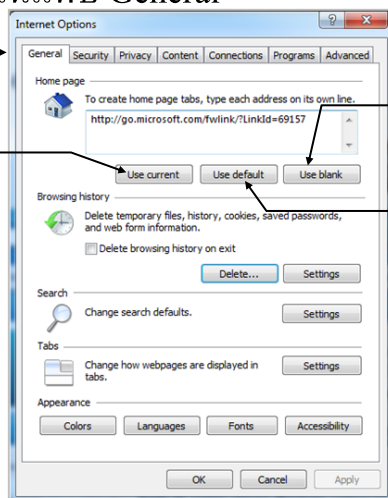 General
Internet Options
General Security Privacy Content Connections Programs Advanced
Home page
To create home page tabs, type each address on its own line.
http://go.microsoft.com/fwlink/?LinkId=69157
Use current Use default Use blank
Browsing history
Delete temporary files, history, cookies, saved passwords,
and web form information.
Delete browsing history on exit
Delete... Settings
Search
Change search defaults. Settings
Tabs
Change how webpages are displayed in
tabs. Settings
Appearance
Colors Languages Fonts Accessibility
OK Cancel Apply